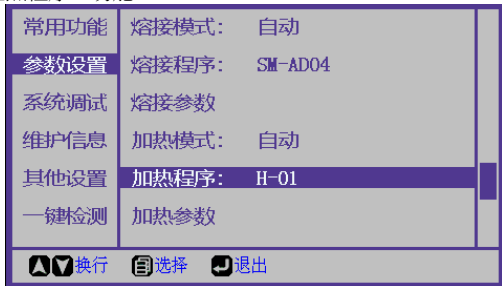 常用功能 熔接模式: 自动
参数设置 熔接程序: SM-AD04
系统调试 熔接参数
维护信息 加热模式: 自动
其他设置 加热程序: H-01
一键检测 加热参数
换行 选择 退出